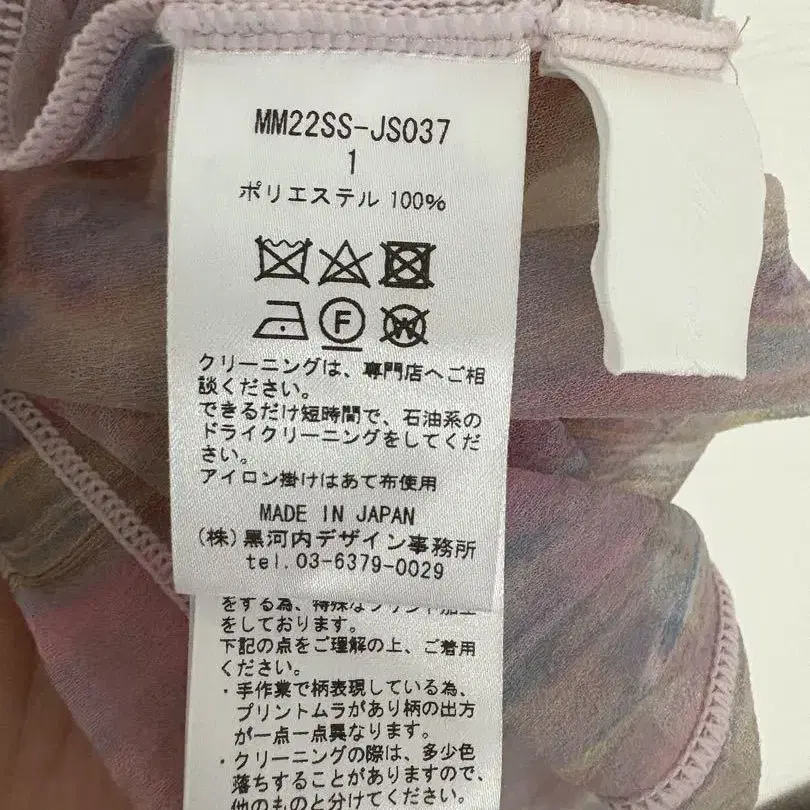 MM22SS-JS037
1
ポリエステル 100%
F
W
クリーニングは、専門店へご相
談ください。
できるだけ短時間で、石油系の
ドライクリーニングをしてくだ
さい。
アイロン掛けはあて布使用
MADE IN JAPAN
(株)黒河内デザイン事務所
tel.03-6379-0029
をする為、特殊なプリント加工
をしております。
下記の点をご理解の上、ご着用
ください。
・手作業で柄表現している為、
プリントムラがあり柄の出方
が一点一点異なります。
・クリーニングの際は、多少色
落ちすることがありますので、
他のものと分けてください。